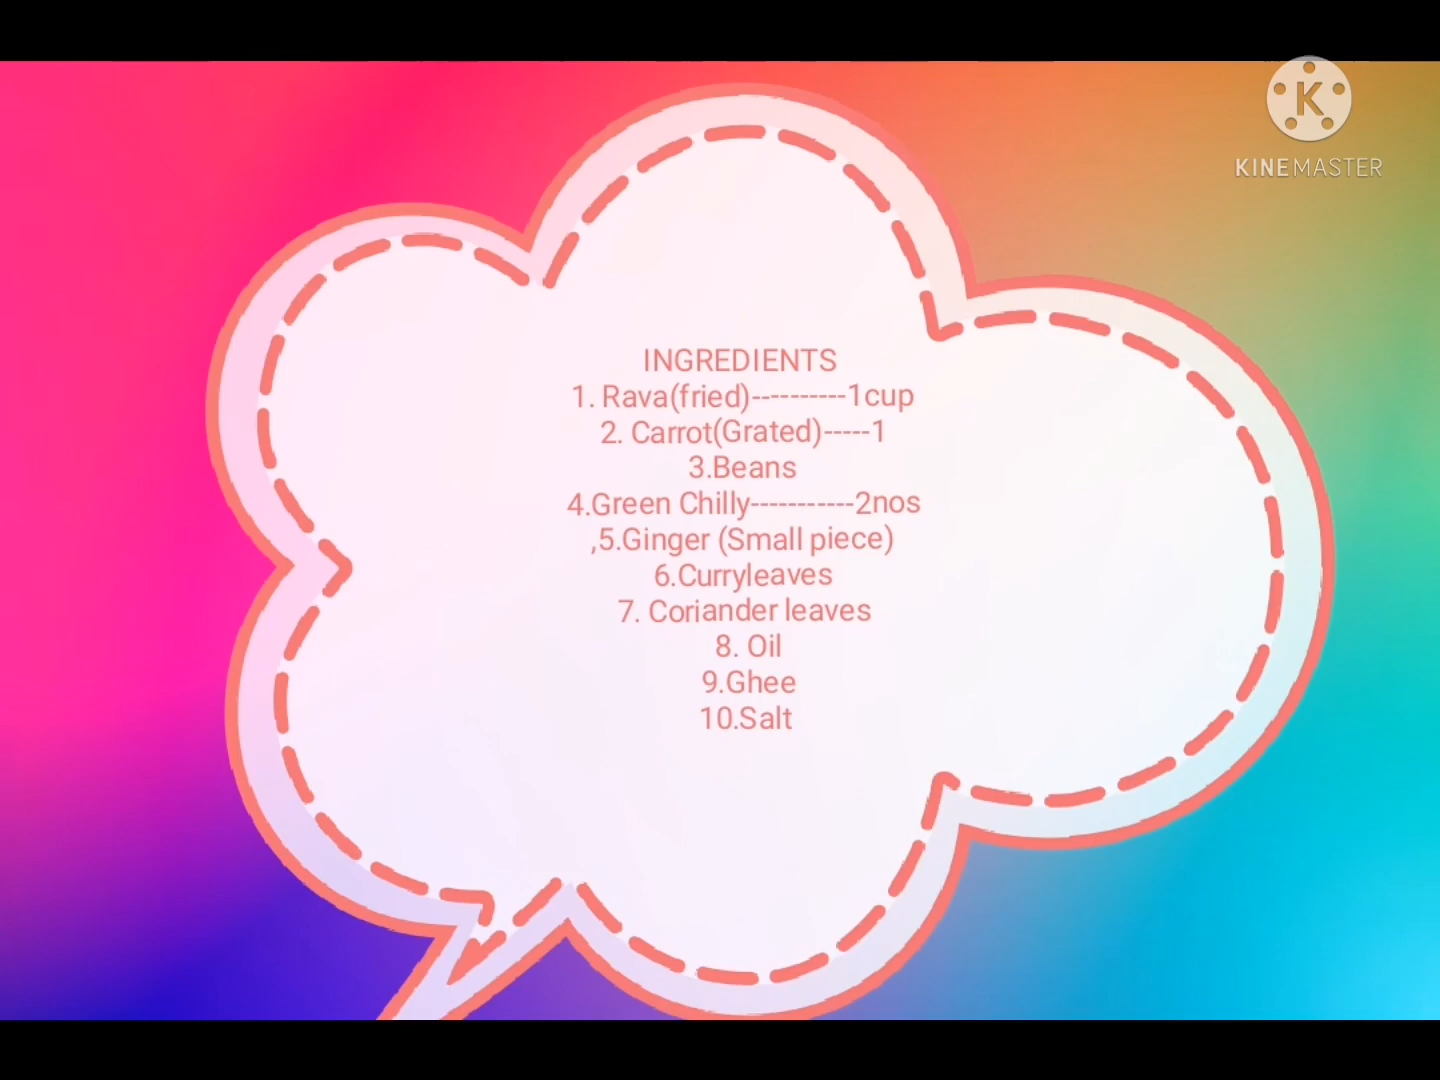 K
KINEMASTER
INGREDIENTS
1. Rava(fried)----------1cup
2. Carrot(Grated)-----1
3.Beans
4.Green Chilly-----------2nos
,5.Ginger (Small piece)
6.Curryleaves
7. Coriander leaves
8. Oil
9.Ghee
10.Salt